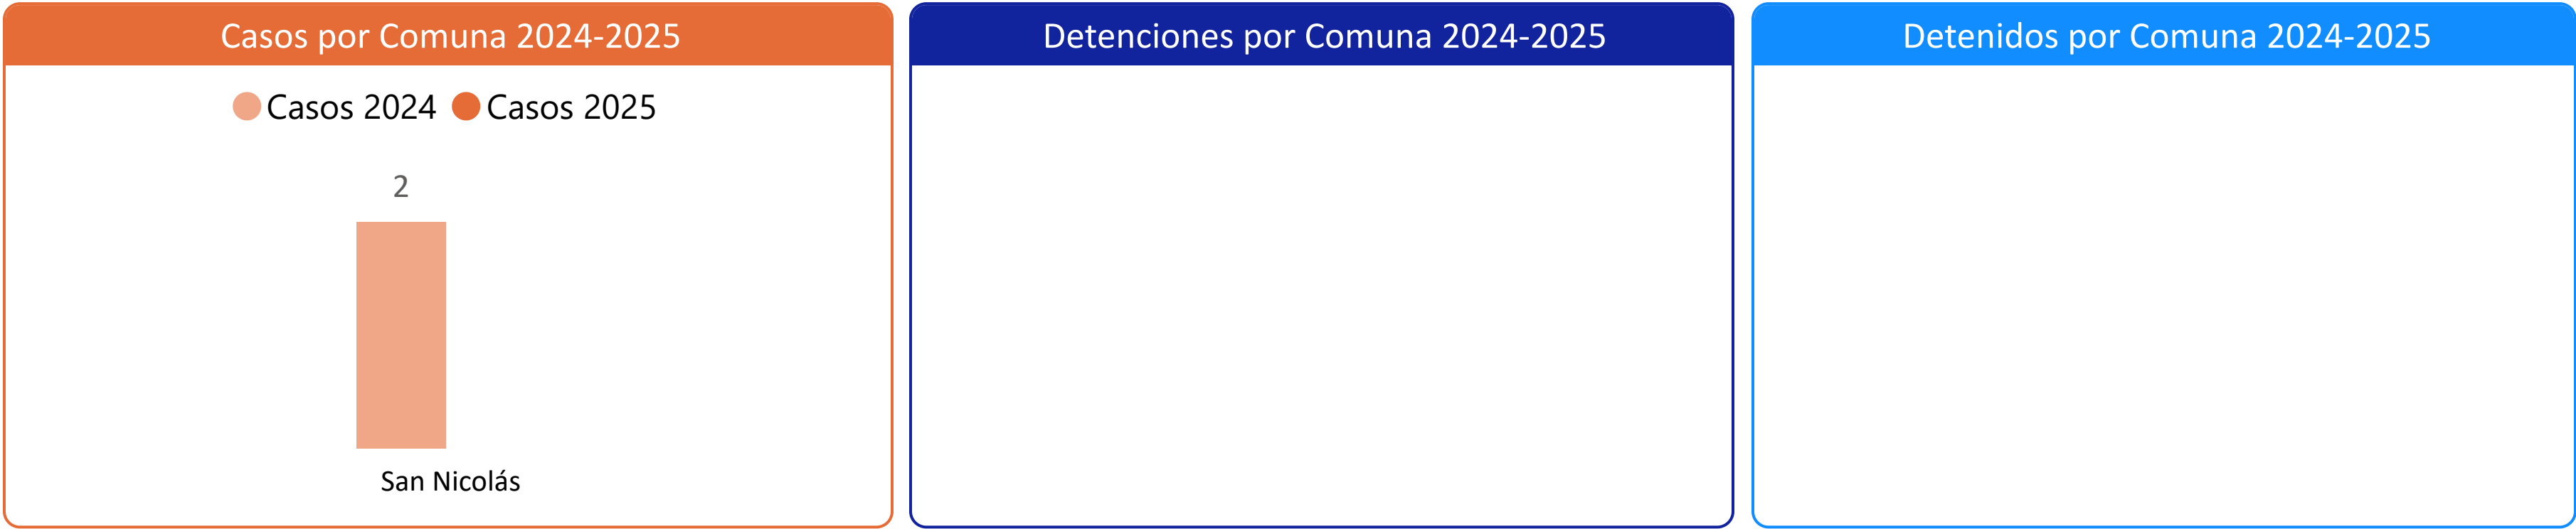 Casos por Comuna 2024-2025
Casos 2024 Casos 2025
2
San Nicolás
Detenciones por Comuna 2024-2025
Detenidos por Comuna 2024-2025